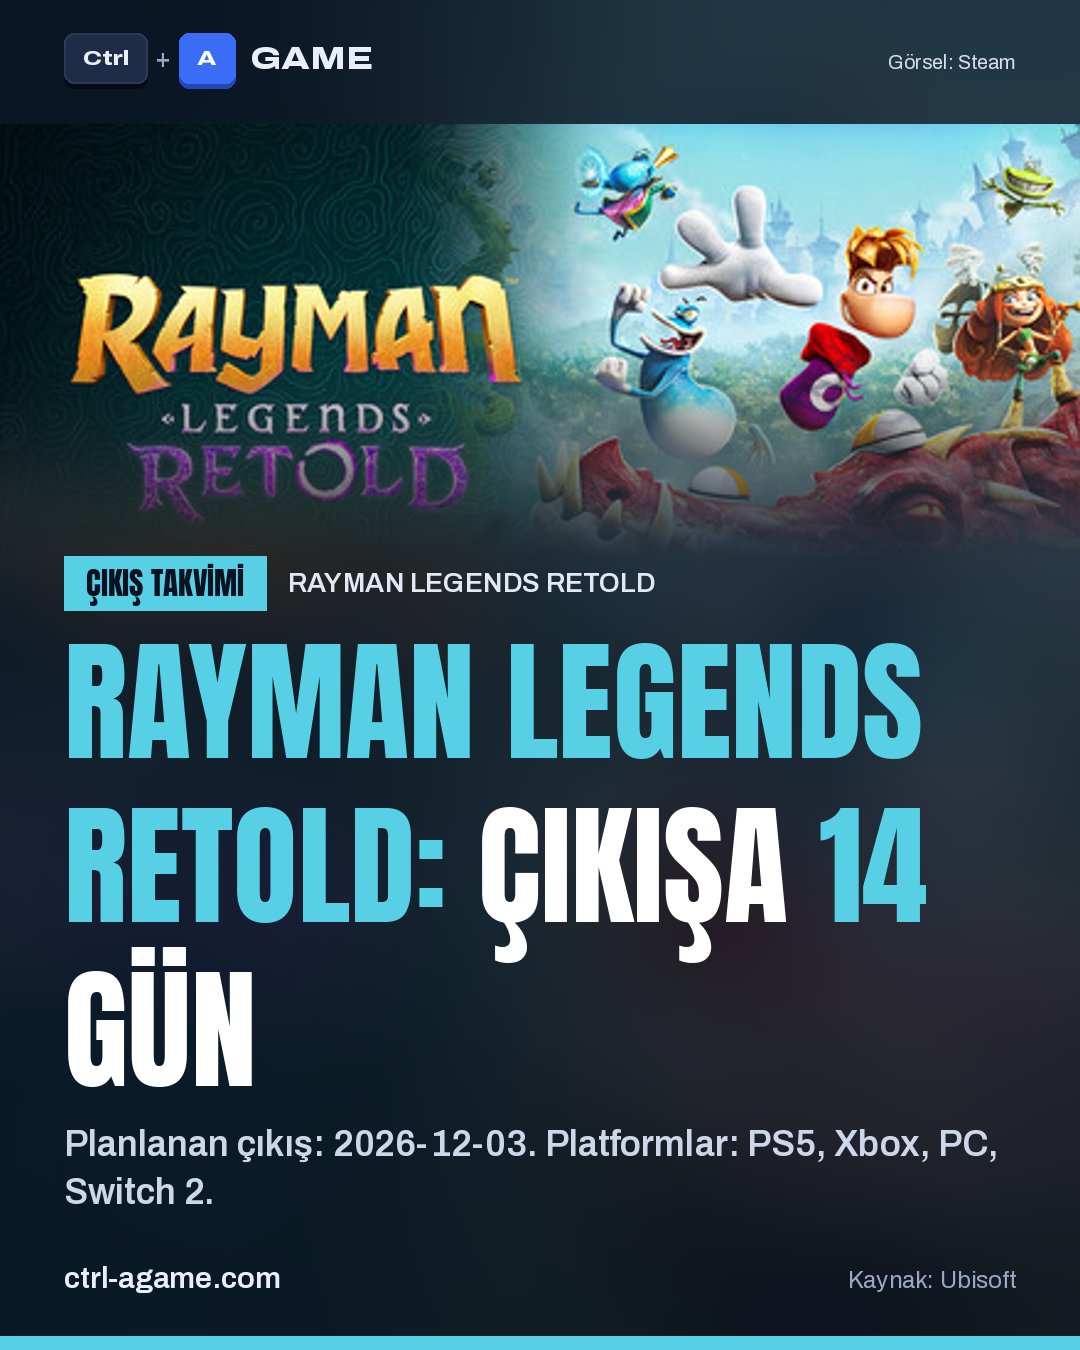 Ctrl + A GAME
Görsel: Steam
RAYMAN
LEGENDS
RETOLD
ÇIKIŞ TAKVİMİ
RAYMAN LEGENDS RETOLD
RAYMAN LEGENDS
RETOLD: ÇIKIŞA 14
GÜN
Planlanan çıkış: 2026-12-03. Platformlar: PS5, Xbox, PC,
Switch 2.
ctrl-agame.com
Kaynak: Ubisoft